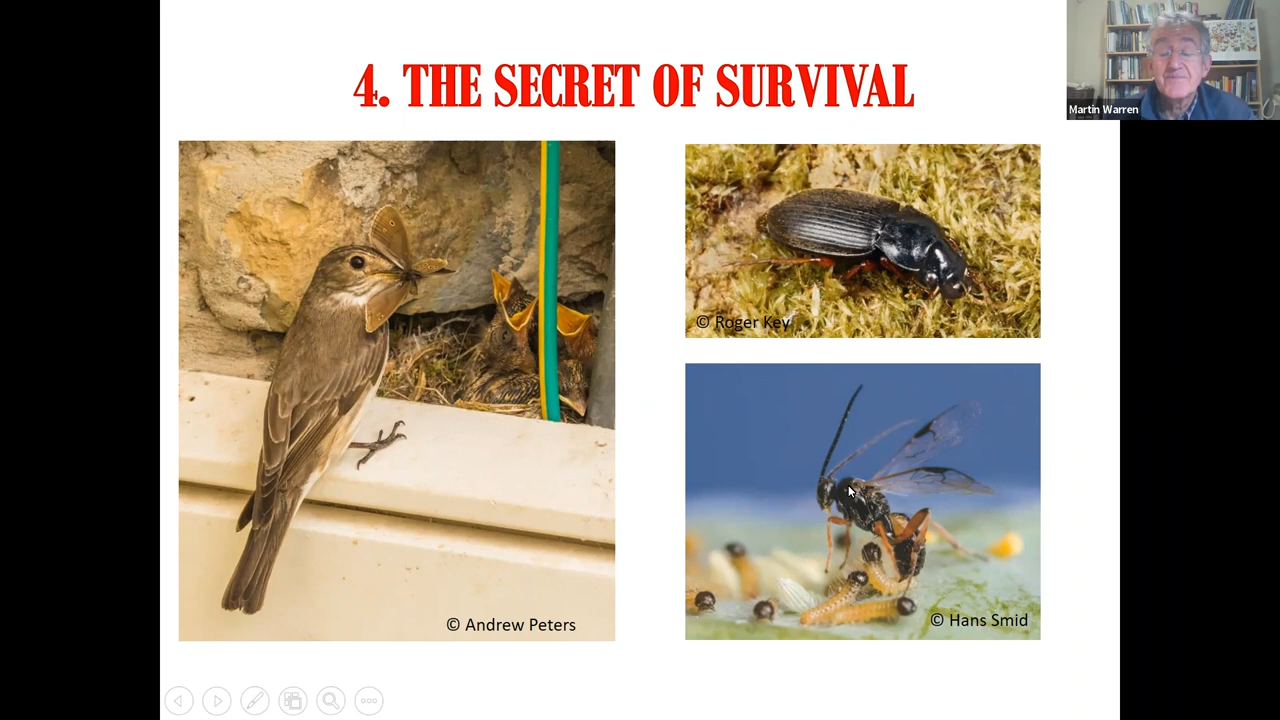 4. THE SECRET OF SURVIVAL
Martin Warren
© Roger Key
© Andrew Peters
© Hans Smid